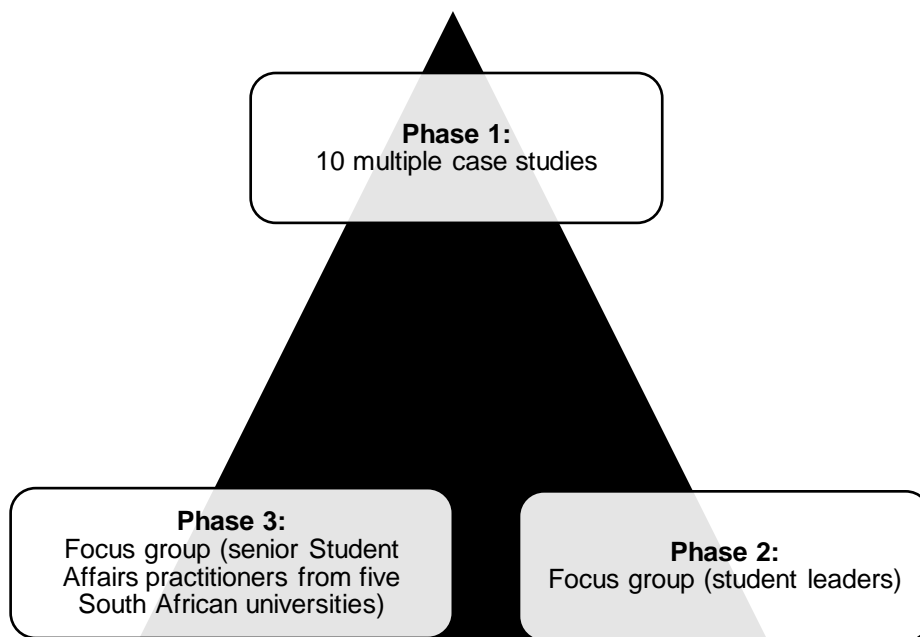 Phase 1:
10 multiple case studies
Phase 3:
Focus group (senior Student
Affairs practitioners from five
South African universities)
Phase 2:
Focus group (student leaders)